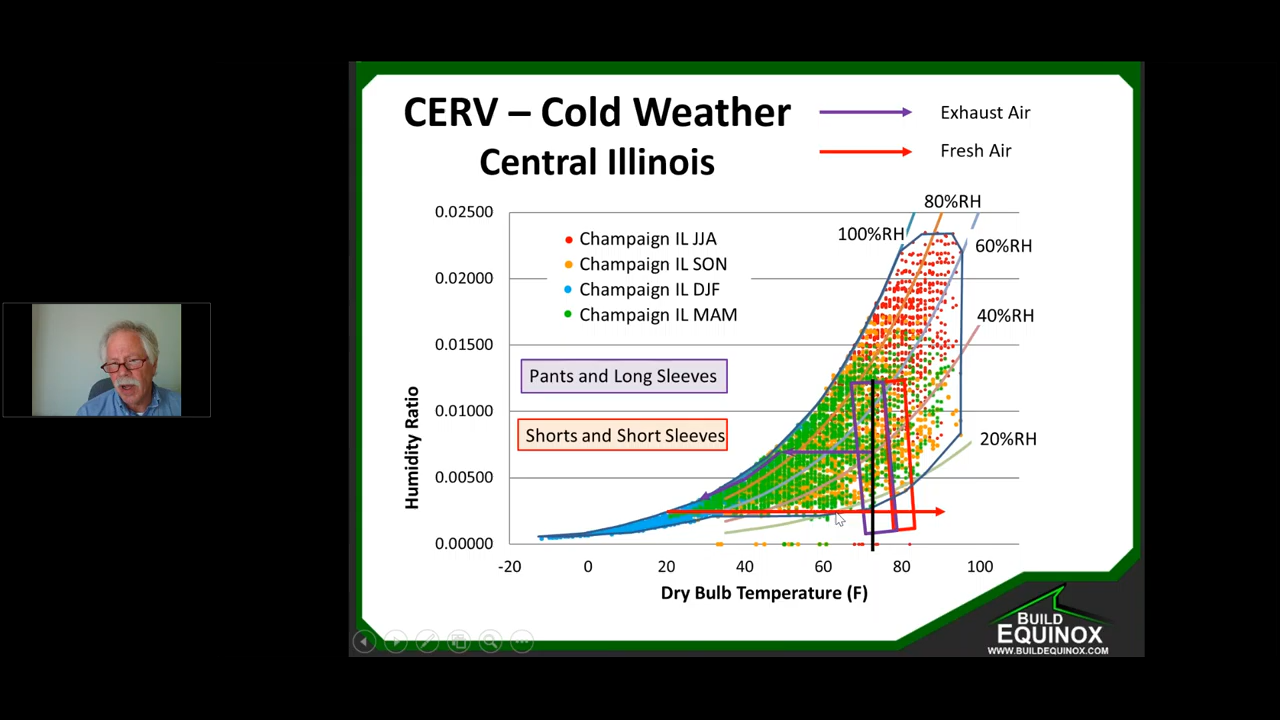 CERV – Cold Weather
Central Illinois
Exhaust Air
Fresh Air
80%RH
100%RH
60%RH
40%RH
20%RH
0.02500
0.02000
0.01500
0.01000
0.00500
0.00000
Humidity Ratio
Champaign IL JJA
Champaign IL SON
Champaign IL DJF
Champaign IL MAM
Pants and Long Sleeves
Shorts and Short Sleeves
-20 0 20 40 60 80 100
Dry Bulb Temperature (F)
BUILD
EQUINOX
WWW.BUILDEQUINOX.COM